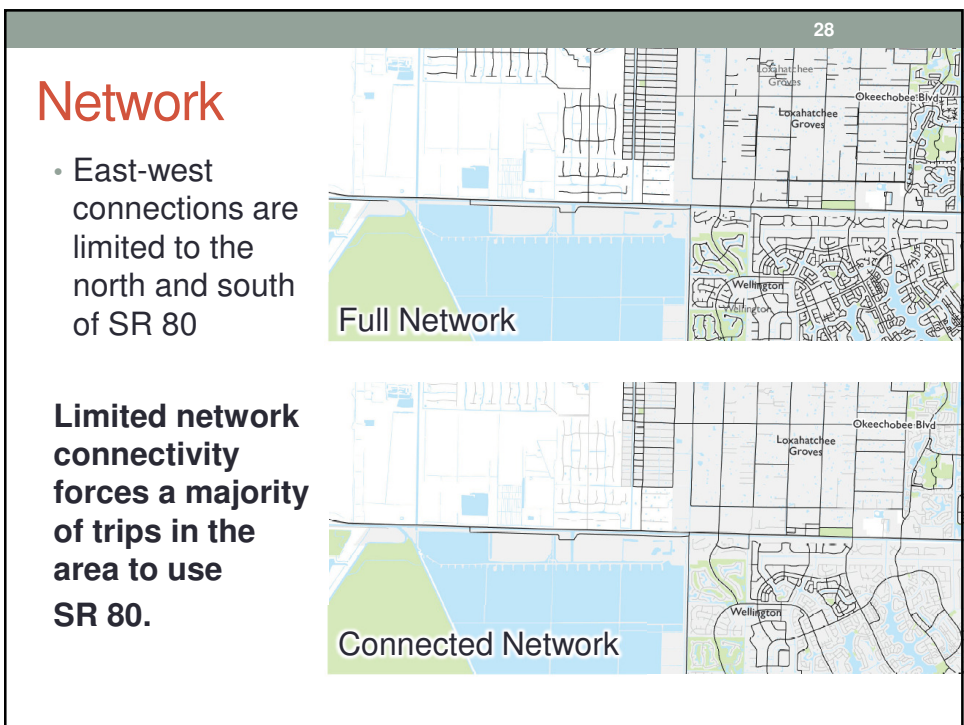 28
Network
• East-west
connections are
limited to the
north and south
of SR 80
Limited network
connectivity
forces a majority
of trips in the
area to use
SR 80.
Loxahatchee
Groves
Okeechobee Blvd
Loxahatchee
Groves
Wellington
Wellington
Full Network
Okeechobee Blvd
Loxahatchee
Groves
Wellington
Connected Network